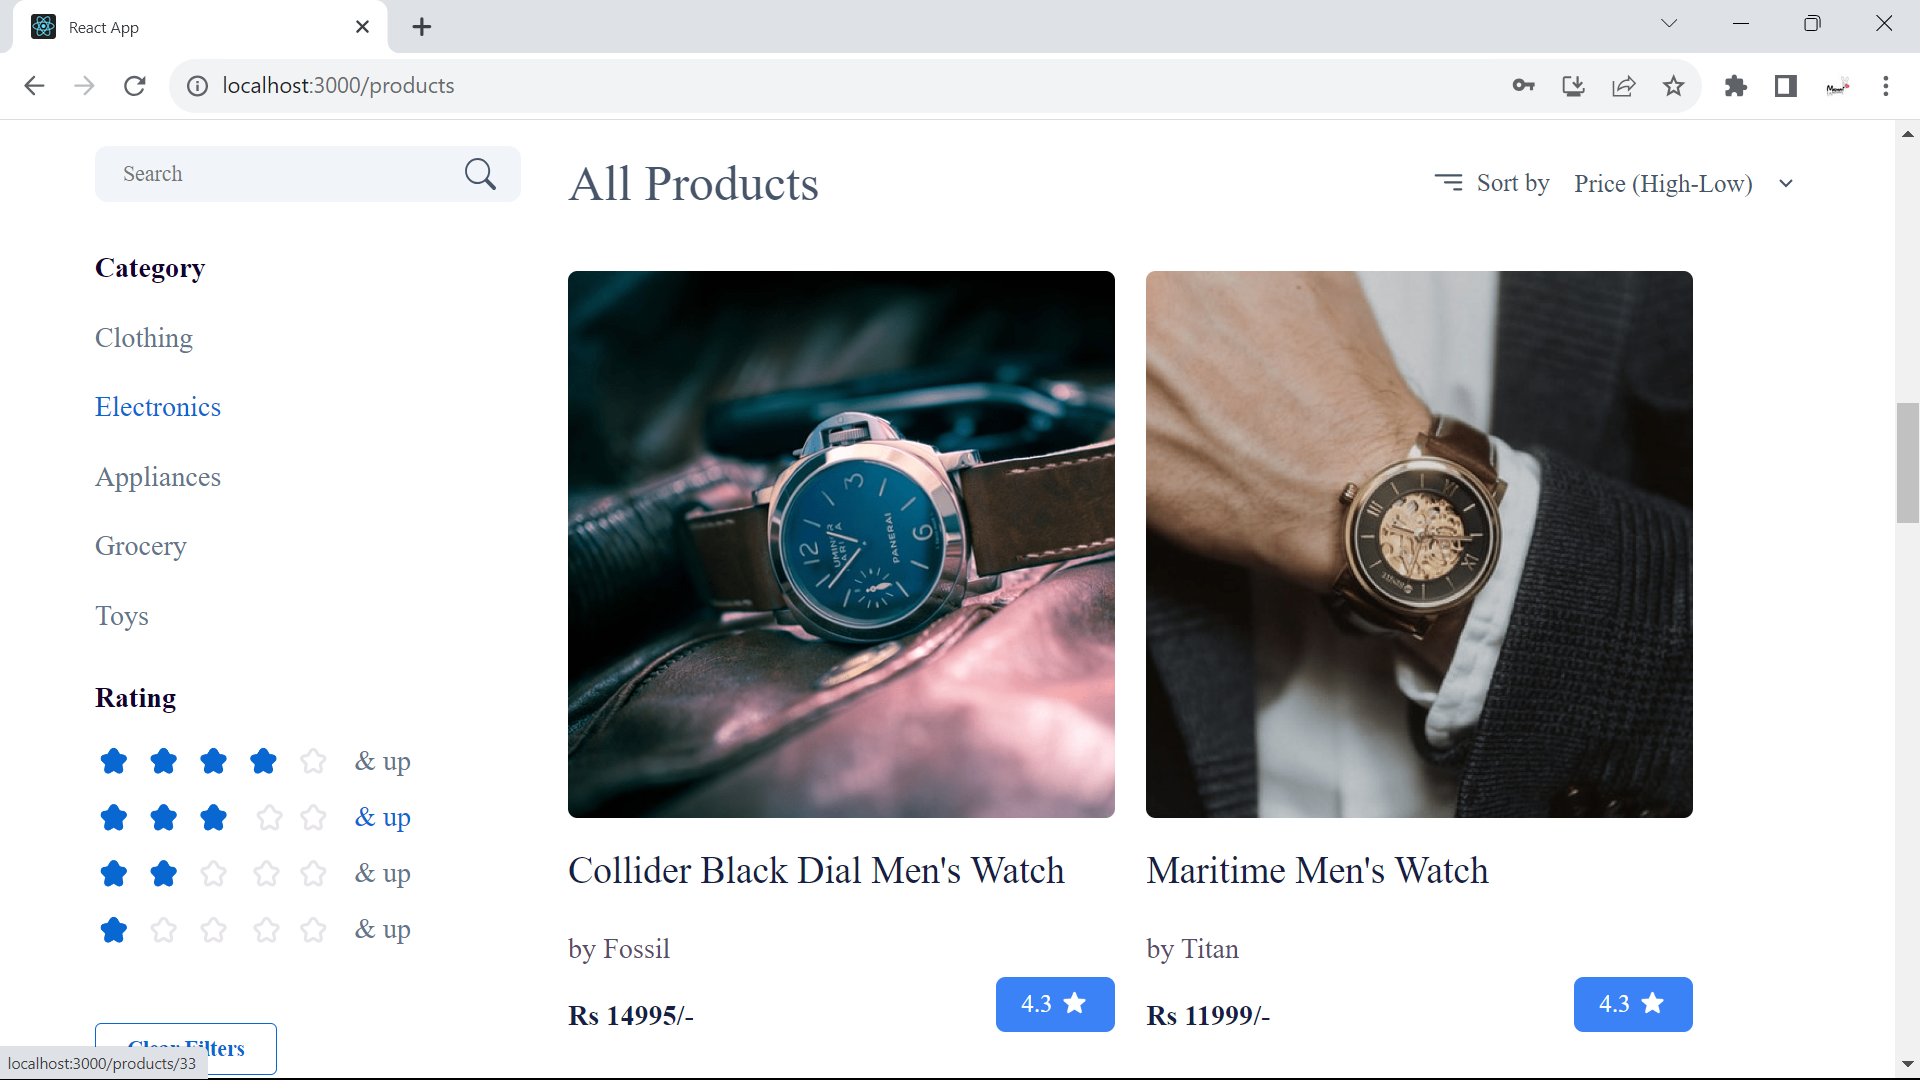 React App
localhost:3000/products
Search
All Products
Sort by Price (High-Low)
Category
Clothing
Electronics
Appliances
Grocery
Toys
Rating
& up
& up
& up
& up
Clear Filters
PANERAI
Collider Black Dial Men's Watch
by Fossil
Rs 14995/-
4.3
Maritime Men's Watch
by Titan
Rs 11999/-
4.3
localhost:3000/products/33